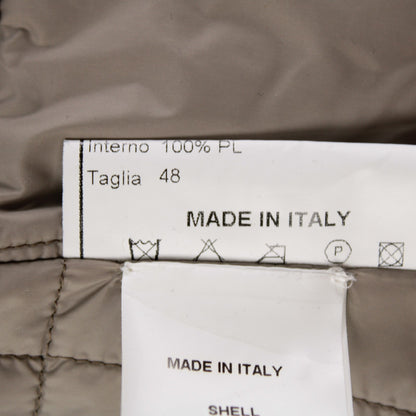 Interno 100% PL
Taglia 48
MADE IN ITALY
P
MADE IN ITALY
SHELL